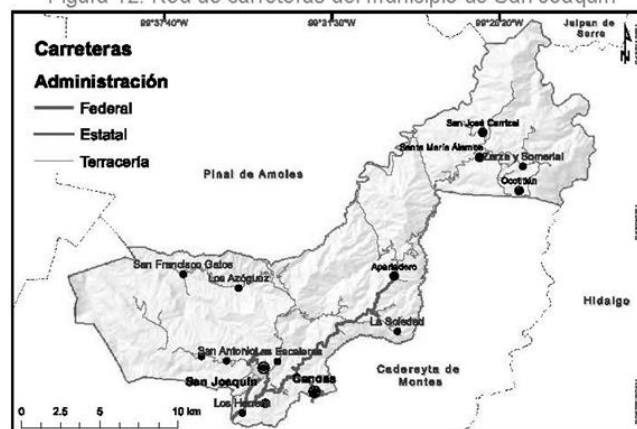 Figura 12. Red de carreteras del municipio de San Joaquín
99°37'40" 99°31'30" 99°25'20"
Carreteras
Administración
Federal
Estatal
Terracería
Jalpan de
Serra
N
San José Carrizal
Santa María Álamos
Zarza y Somerial
Ocotitlán
Pinal de Amoles
San Francisco Gatos
Los Azóguez
Apartadero
Hidalgo
La Soledad
San Antonio
Las Escaleras
San Joaquín
Canoas
Cadereyta de
Montes
Los Herrera
0 2.5 5 10 km